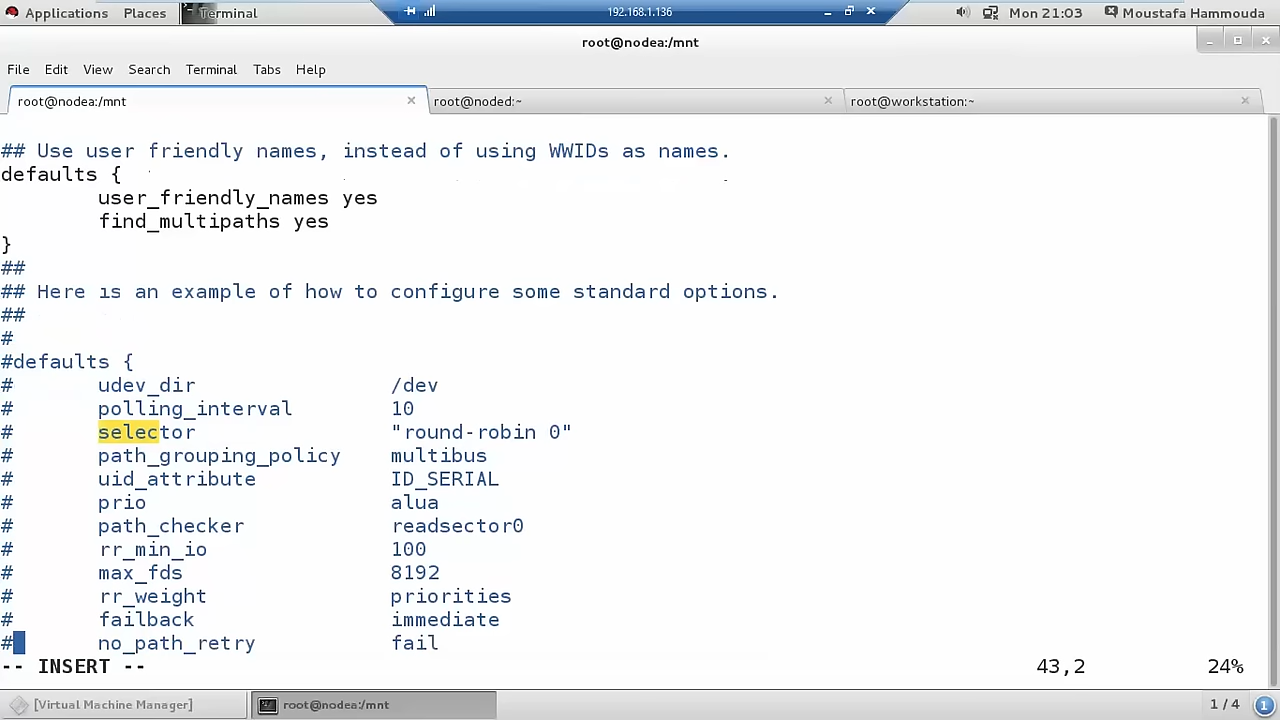 Applications Places Terminal 192.168.1.136 Mon 21:03 Moustafa Hammouda
root@nodea:/mnt
File Edit View Search Terminal Tabs Help
root@nodea:/mnt root@noded:~ root@workstation:~
## Use user friendly names, instead of using WWIDs as names.
defaults {
user_friendly_names yes
find_multipaths yes
}
##
## Here is an example of how to configure some standard options.
##
#
#defaults {
# udev_dir /dev
# polling_interval 10
# selector "round-robin 0"
# path_grouping_policy multibus
# uid_attribute ID_SERIAL
# prio alua
# path_checker readsector0
# rr_min_io 100
# max_fds 8192
# rr_weight priorities
# failback immediate
# no_path_retry fail
-- INSERT -- 43,2 24%
[Virtual Machine Manager] root@nodea:/mnt 1 / 4 1